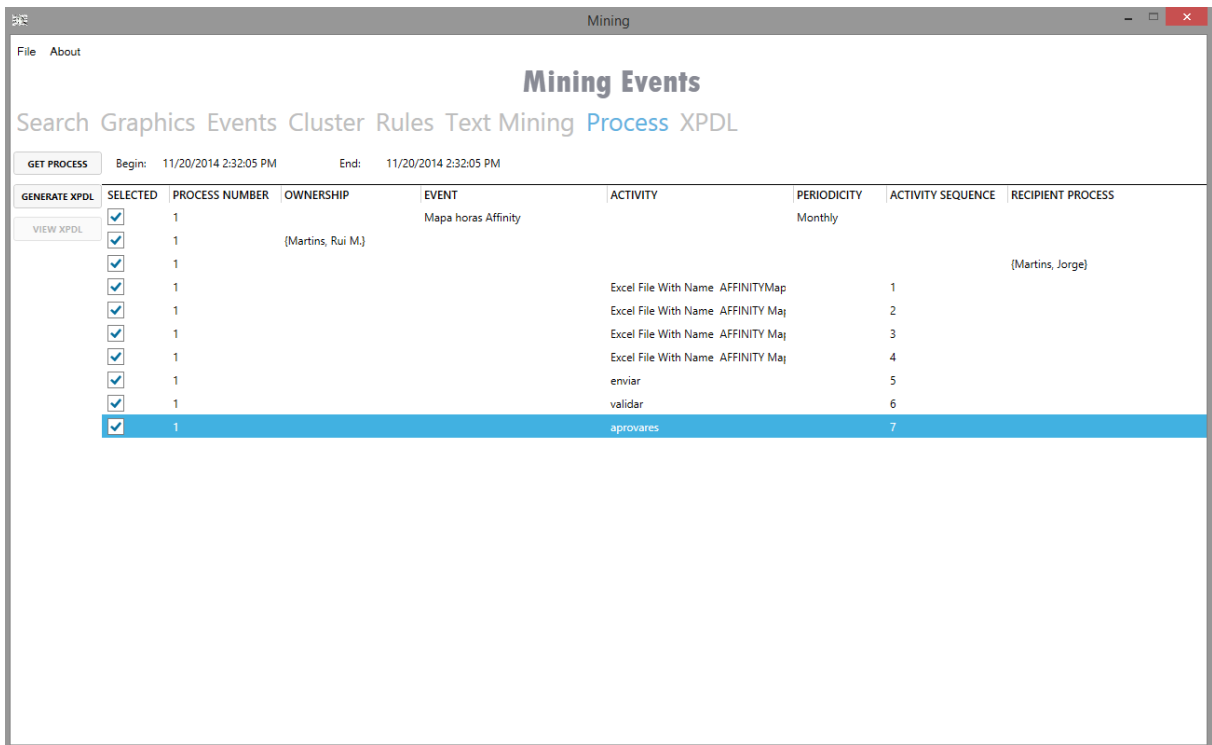 Mining
File About
Mining Events
Search Graphics Events Cluster Rules Text Mining Process XPDL
GET PROCESS Begin: 11/20/2014 2:32:05 PM End: 11/20/2014 2:32:05 PM
GENERATE XPDL SELECTED PROCESS NUMBER OWNERSHIP EVENT ACTIVITY PERIODICITY ACTIVITY SEQUENCE RECIPIENT PROCESS
1 Mapa horas Affinity Monthly
VIEW XPDL
1 {Martins, Rui M.}
1 {Martins, Jorge}
1 Excel File With Name AFFINITYMap 1
1 Excel File With Name AFFINITY Map 2
1 Excel File With Name AFFINITY Map 3
1 Excel File With Name AFFINITY Map 4
1 enviar 5
1 validar 6
1 aprovares 7